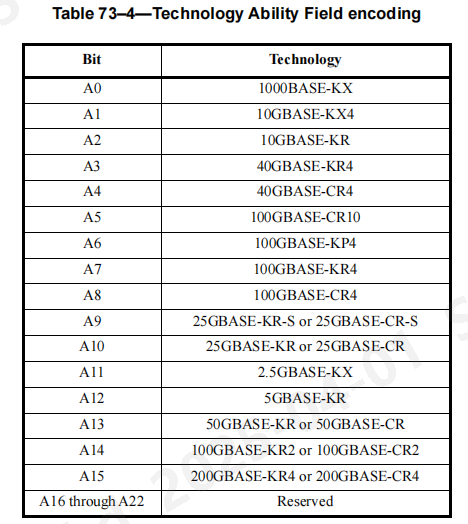 Table 73–4—Technology Ability Field encoding
Bit Technology
A0 1000BASE-KX
A1 10GBASE-KX4
A2 10GBASE-KR
A3 40GBASE-KR4
A4 40GBASE-CR4
A5 100GBASE-CR10
A6 100GBASE-KP4
A7 100GBASE-KR4
A8 100GBASE-CR4
A9 25GBASE-KR-S or 25GBASE-CR-S
A10 25GBASE-KR or 25GBASE-CR
A11 2.5GBASE-KX
A12 5GBASE-KR
A13 50GBASE-KR or 50GBASE-CR
A14 100GBASE-KR2 or 100GBASE-CR2
A15 200GBASE-KR4 or 200GBASE-CR4
A16 through A22 Reserved